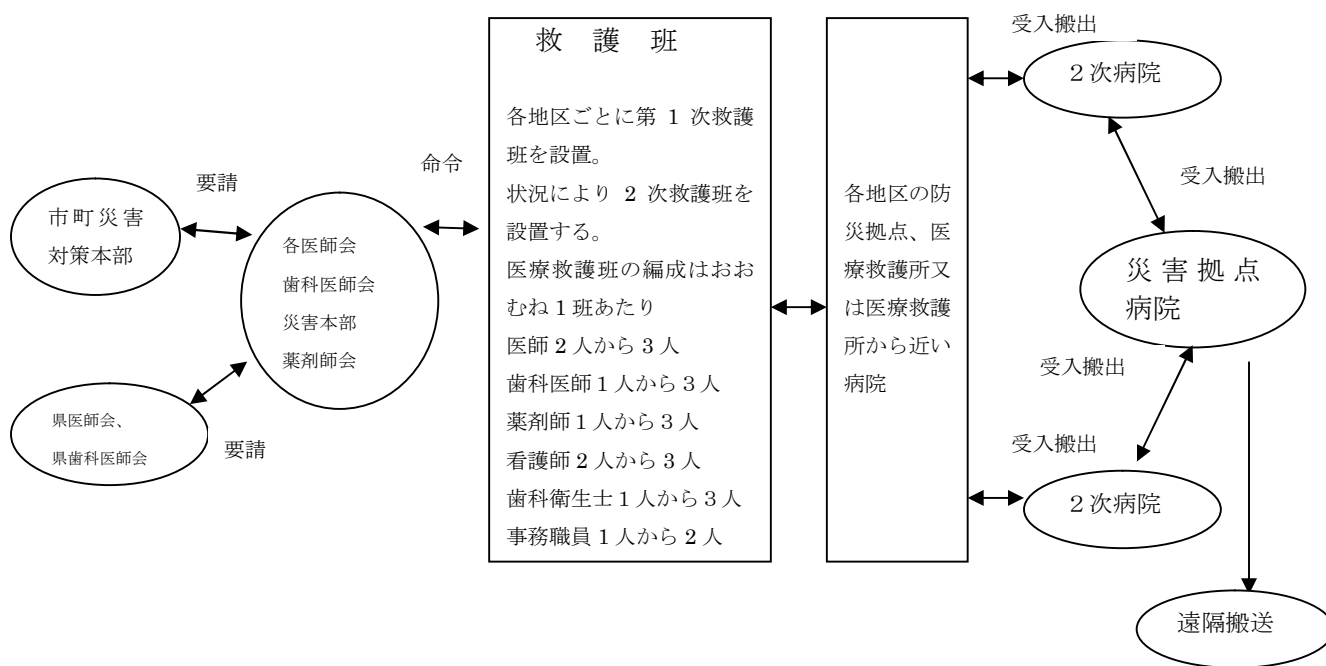 市町災害
対策本部
要請
県医師会、
県歯科医師会
要請
各医師会
歯科医師会
災害本部
薬剤師会
命令
救護班
各地区ごとに第 1 次救護
班を設置。
状況により 2 次救護班を
設置する。
医療救護班の編成はおお
むね1班あたり
医師2人から3人
歯科医師1人から3人
薬剤師1人から3人
看護師2人から3人
歯科衛生士1人から3人
事務職員1人から2人
各地区の防
災拠点、医
療救護所又
は医療救護
所から近い
病院
受入搬出
2次病院
受入搬出
災害拠点
病院
受入搬出
受入搬出
2次病院
遠隔搬送